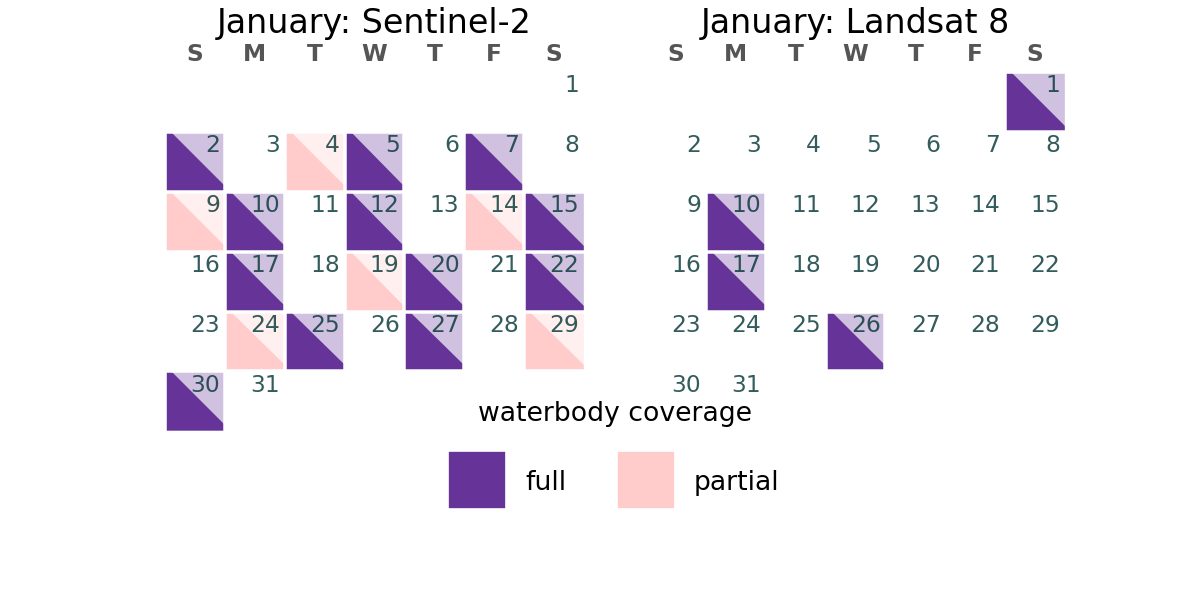 January: Sentinel-2
S M T W T F S
1
2 3 4 5 6 7 8
9 10 11 12 13 14 15
16 17 18 19 20 21 22
23 24 25 26 27 28 29
30 31
January: Landsat 8
S M T W T F S
1
2 3 4 5 6 7 8
9 10 11 12 13 14 15
16 17 18 19 20 21 22
23 24 25 26 27 28 29
30 31
waterbody coverage
full partial